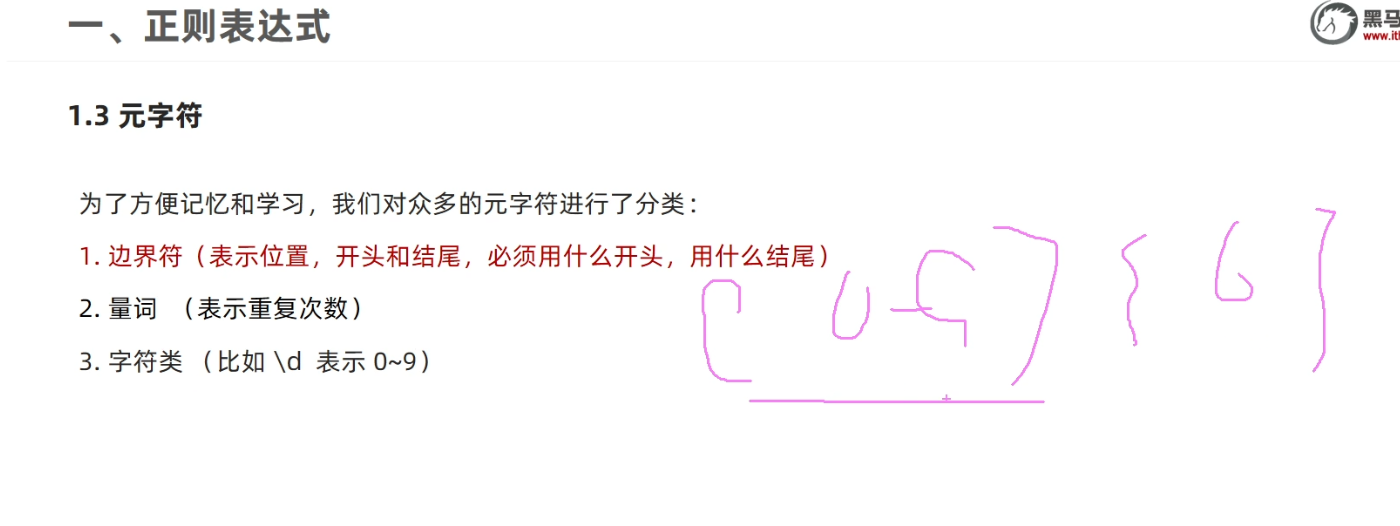 一、正则表达式
黑马
www.itl
1.3 元字符
为了方便记忆和学习，我们对众多的元字符进行了分类：
1. 边界符（表示位置，开头和结尾，必须用什么开头，用什么结尾）
2. 量词 （表示重复次数）
3. 字符类 （比如 \d 表示 0~9）
[0-9]{6}